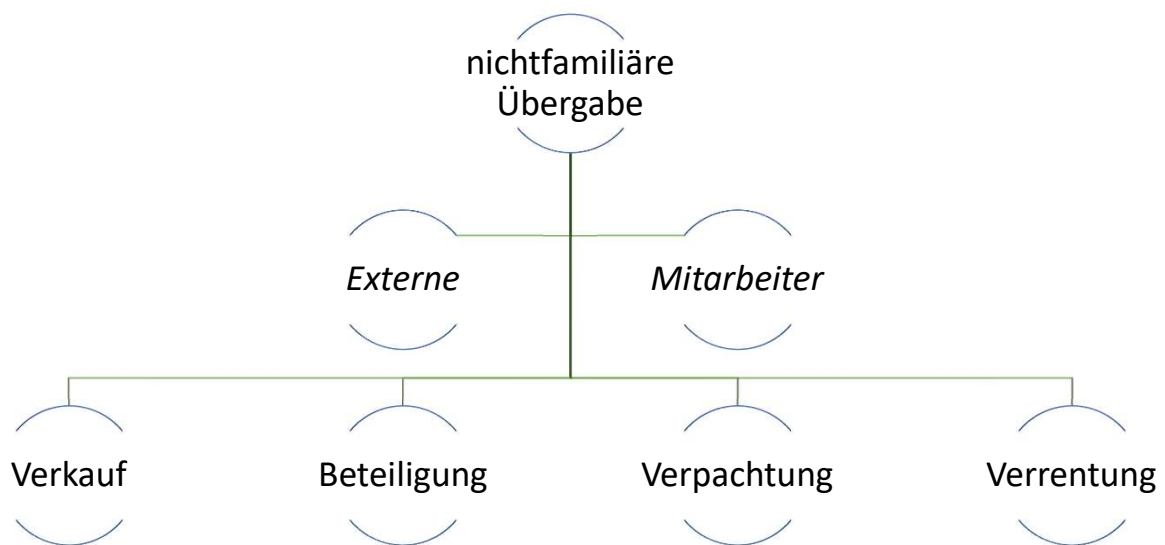 nichtfamiliäre
Übergabe
Externe
Mitarbeiter
Verkauf
Beteiligung
Verpachtung
Verrentung